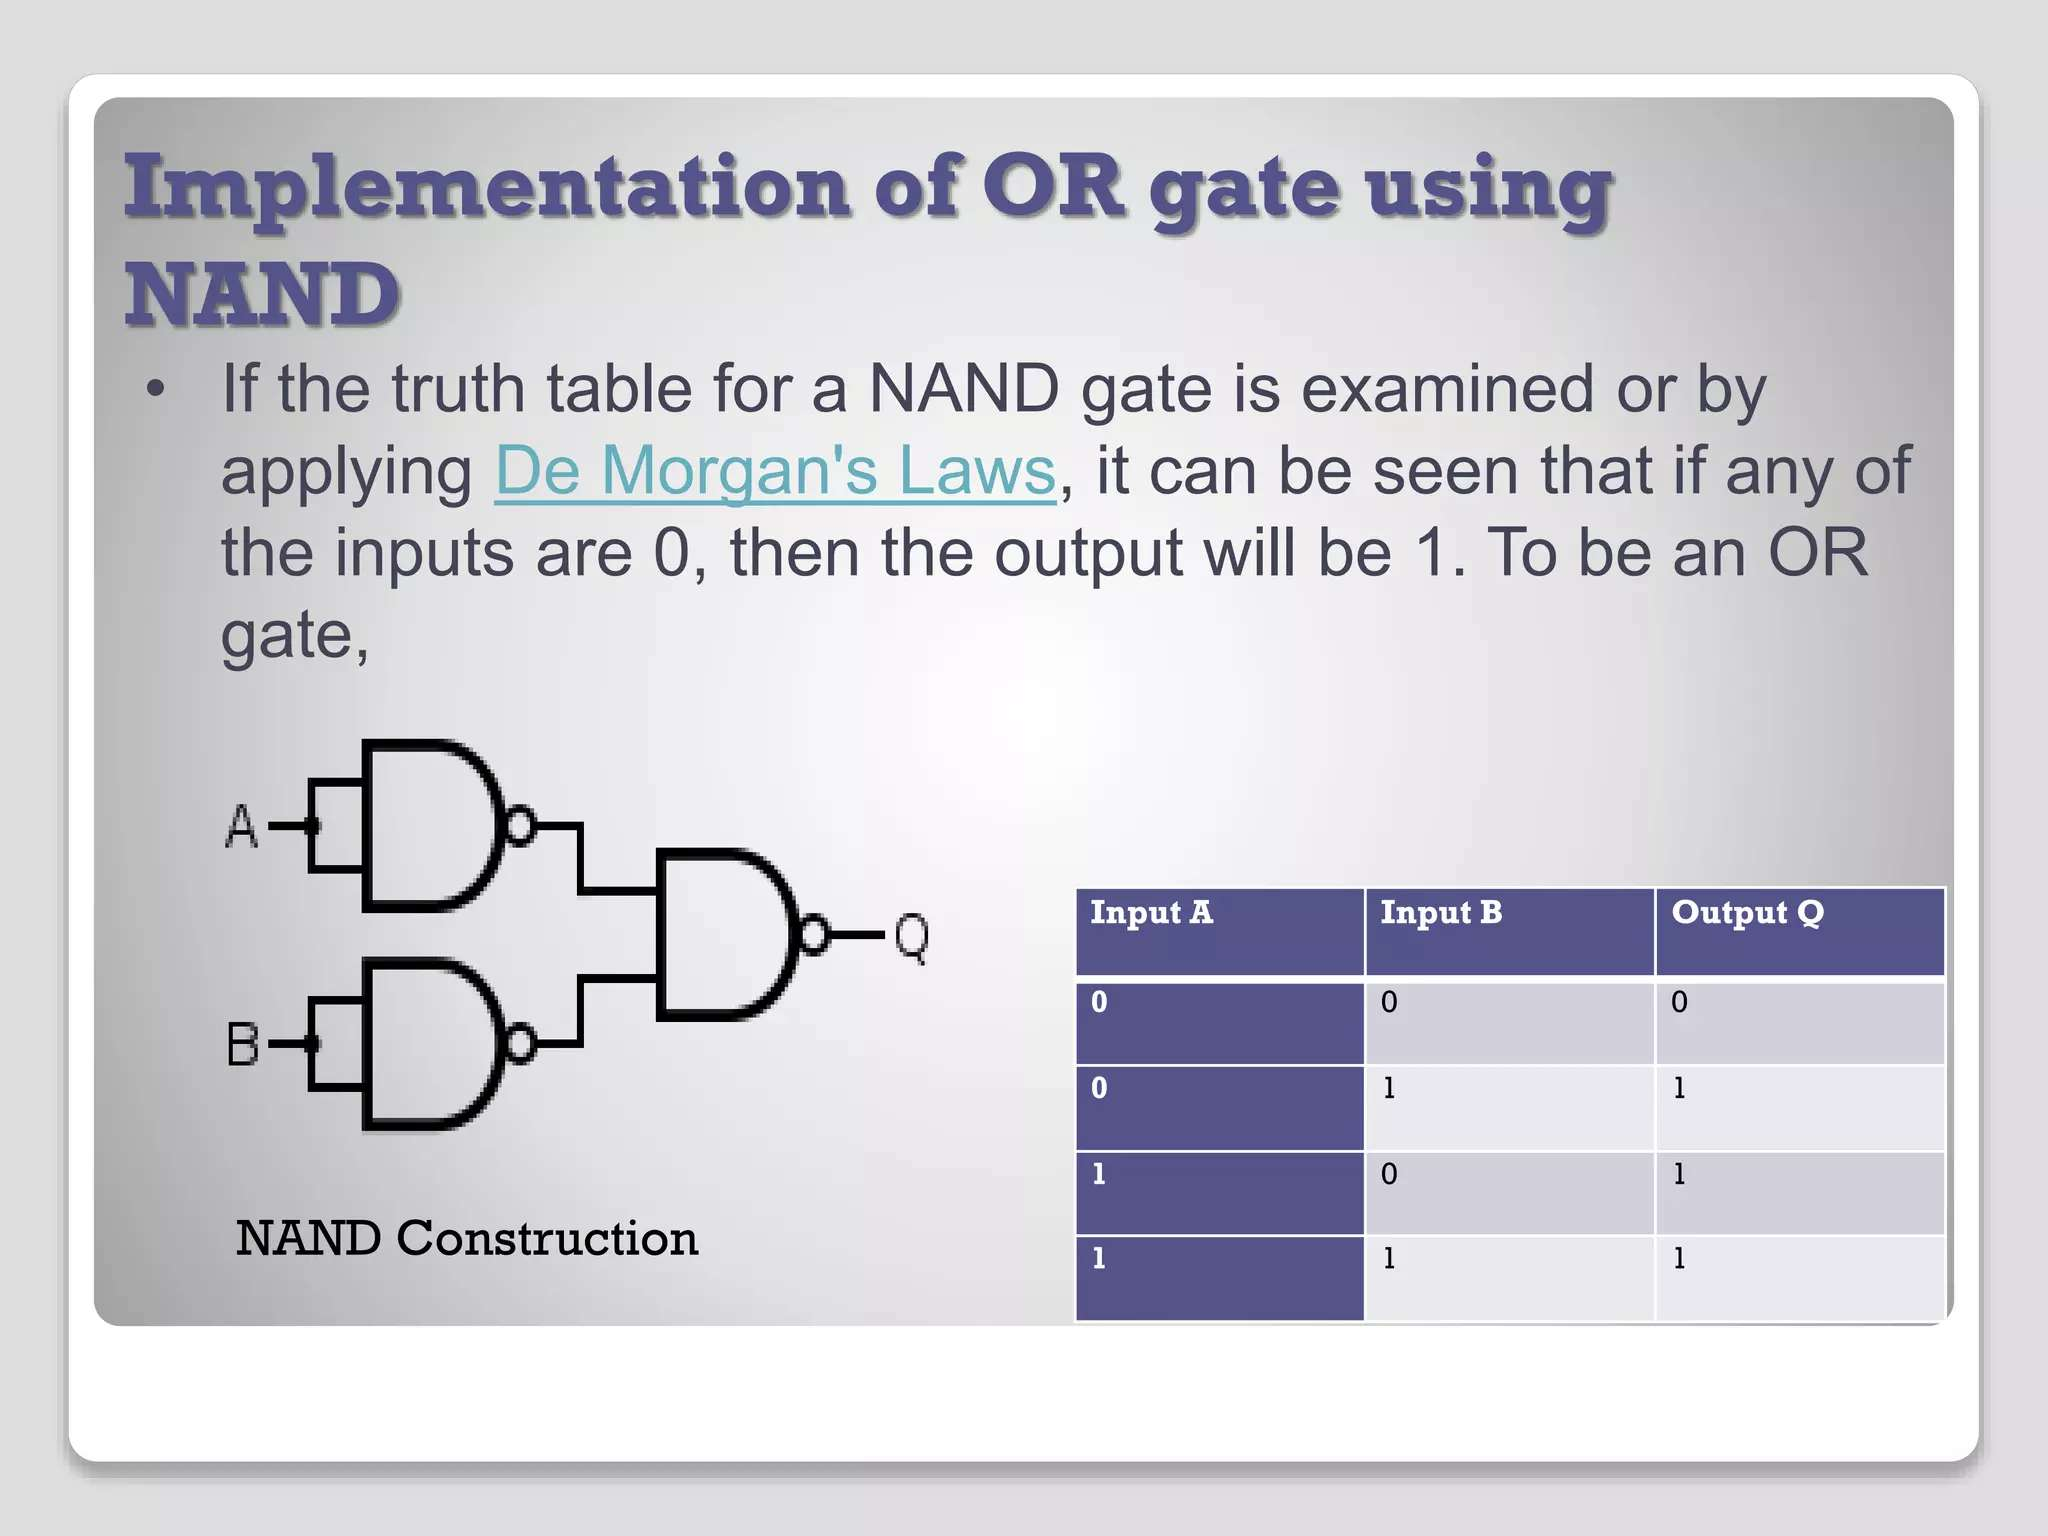 Implementation of OR gate using
NAND
• If the truth table for a NAND gate is examined or by
applying De Morgan's Laws, it can be seen that if any of
the inputs are 0, then the output will be 1. To be an OR
gate,
A
B
Q
NAND Construction
Input A Input B Output Q
0 0 0
0 1 1
1 0 1
1 1 1